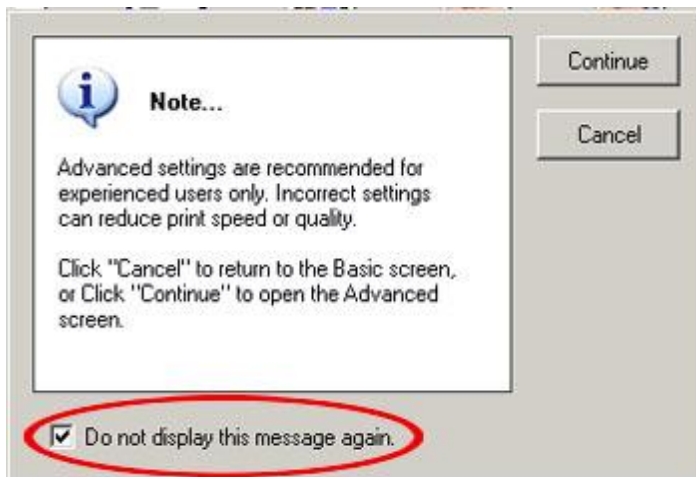 Note...
Continue
Cancel
Advanced settings are recommended for
experienced users only. Incorrect settings
can reduce print speed or quality.
Click "Cancel" to return to the Basic screen,
or Click "Continue" to open the Advanced
screen.
Do not display this message again.